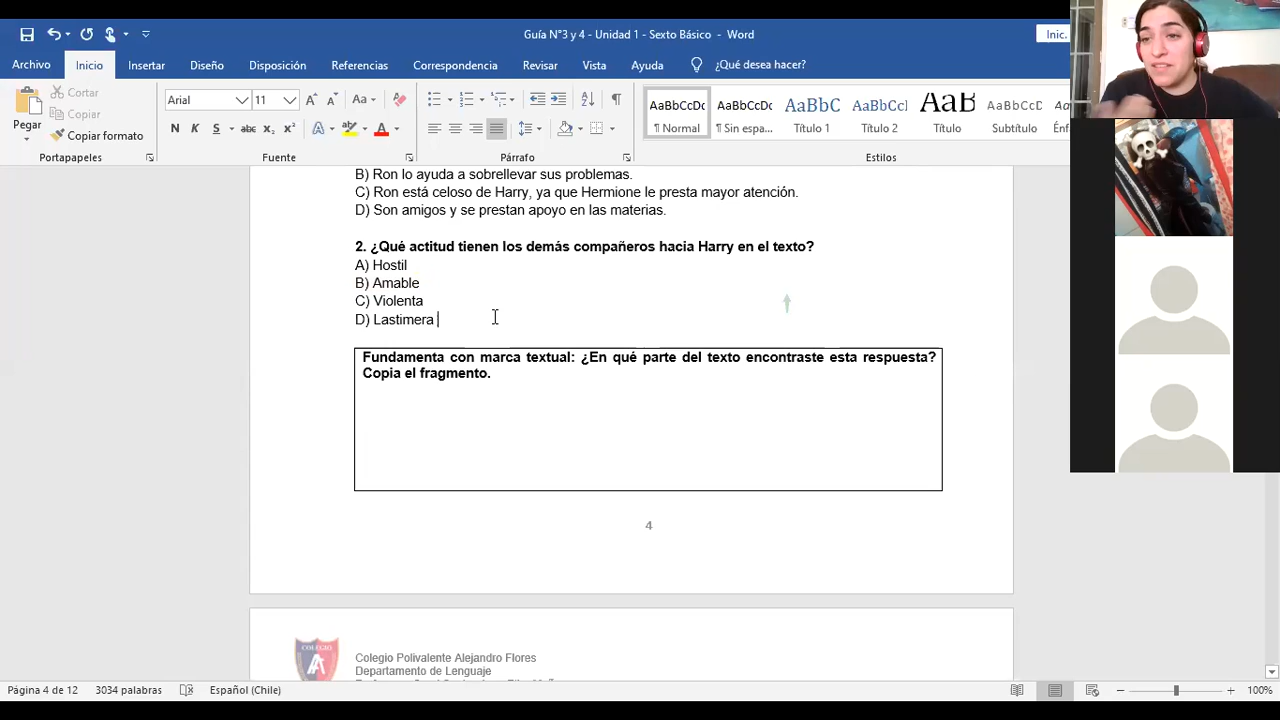 Guía N°3 y 4 - Unidad 1 - Sexto Básico - Word
Inic.
Archivo Inicio Insertar Diseño Disposición Referencias Correspondencia Revisar Vista Ayuda ¿Qué desea hacer?
Pegar
Cortar
Copiar
Copiar formato
Portapapeles
Arial 11
N K S abc x₂ x²
Fuente
Párrafo
AaBbCcDc
¶ Normal
AaBbCcDc
¶ Sin espa...
AaBbC
Título 1
AaBbCcI
Título 2
AaB
Título
AaBbCcD
Subtítulo
Estilos
B) Ron lo ayuda a sobrellevar sus problemas.
C) Ron está celoso de Harry, ya que Hermione le presta mayor atención.
D) Son amigos y se prestan apoyo en las materias.
2. ¿Qué actitud tienen los demás compañeros hacia Harry en el texto?
A) Hostil
B) Amable
C) Violenta
D) Lastimera
Fundamenta con marca textual: ¿En qué parte del texto encontraste esta respuesta?
Copia el fragmento.
4
COLEGIO
Colegio Polivalente Alejandro Flores
Departamento de Lenguaje
Página 4 de 12 3034 palabras Español (Chile) 100%